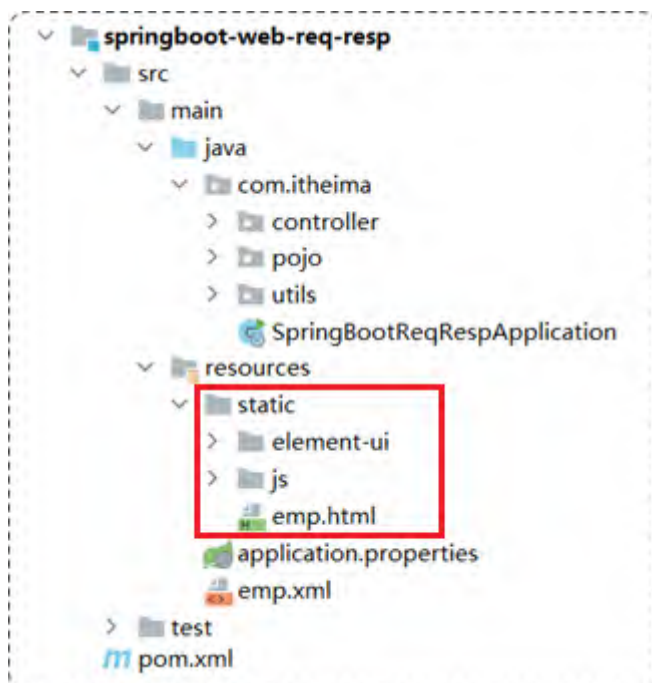 springboot-web-req-resp
src
main
java
com.itheima
controller
pojo
utils
SpringBootReqRespApplication
resources
static
element-ui
js
emp.html
application.properties
emp.xml
test
pom.xml